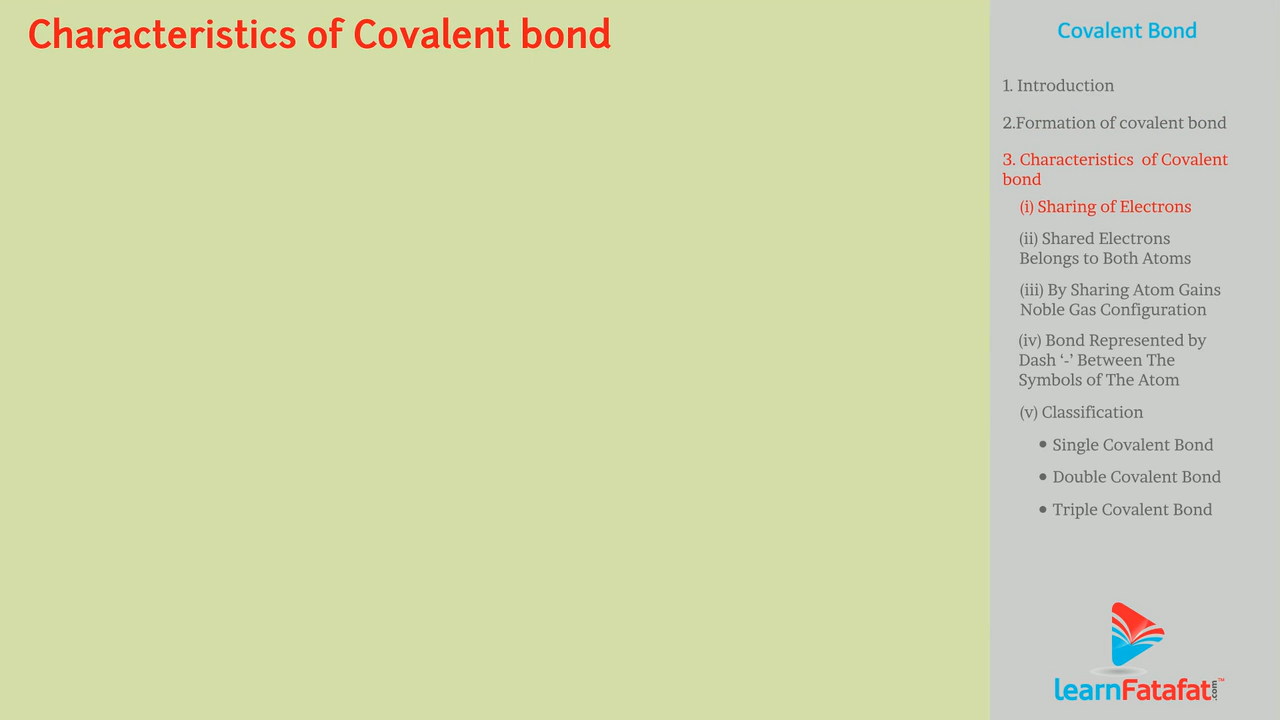 Characteristics of Covalent bond
Covalent Bond
1. Introduction
2.Formation of covalent bond
3. Characteristics of Covalent
bond
(i) Sharing of Electrons
(ii) Shared Electrons
Belongs to Both Atoms
(iii) By Sharing Atom Gains
Noble Gas Configuration
(iv) Bond Represented by
Dash ‘-’ Between The
Symbols of The Atom
(v) Classification
• Single Covalent Bond
• Double Covalent Bond
• Triple Covalent Bond
learnFatafat.com™